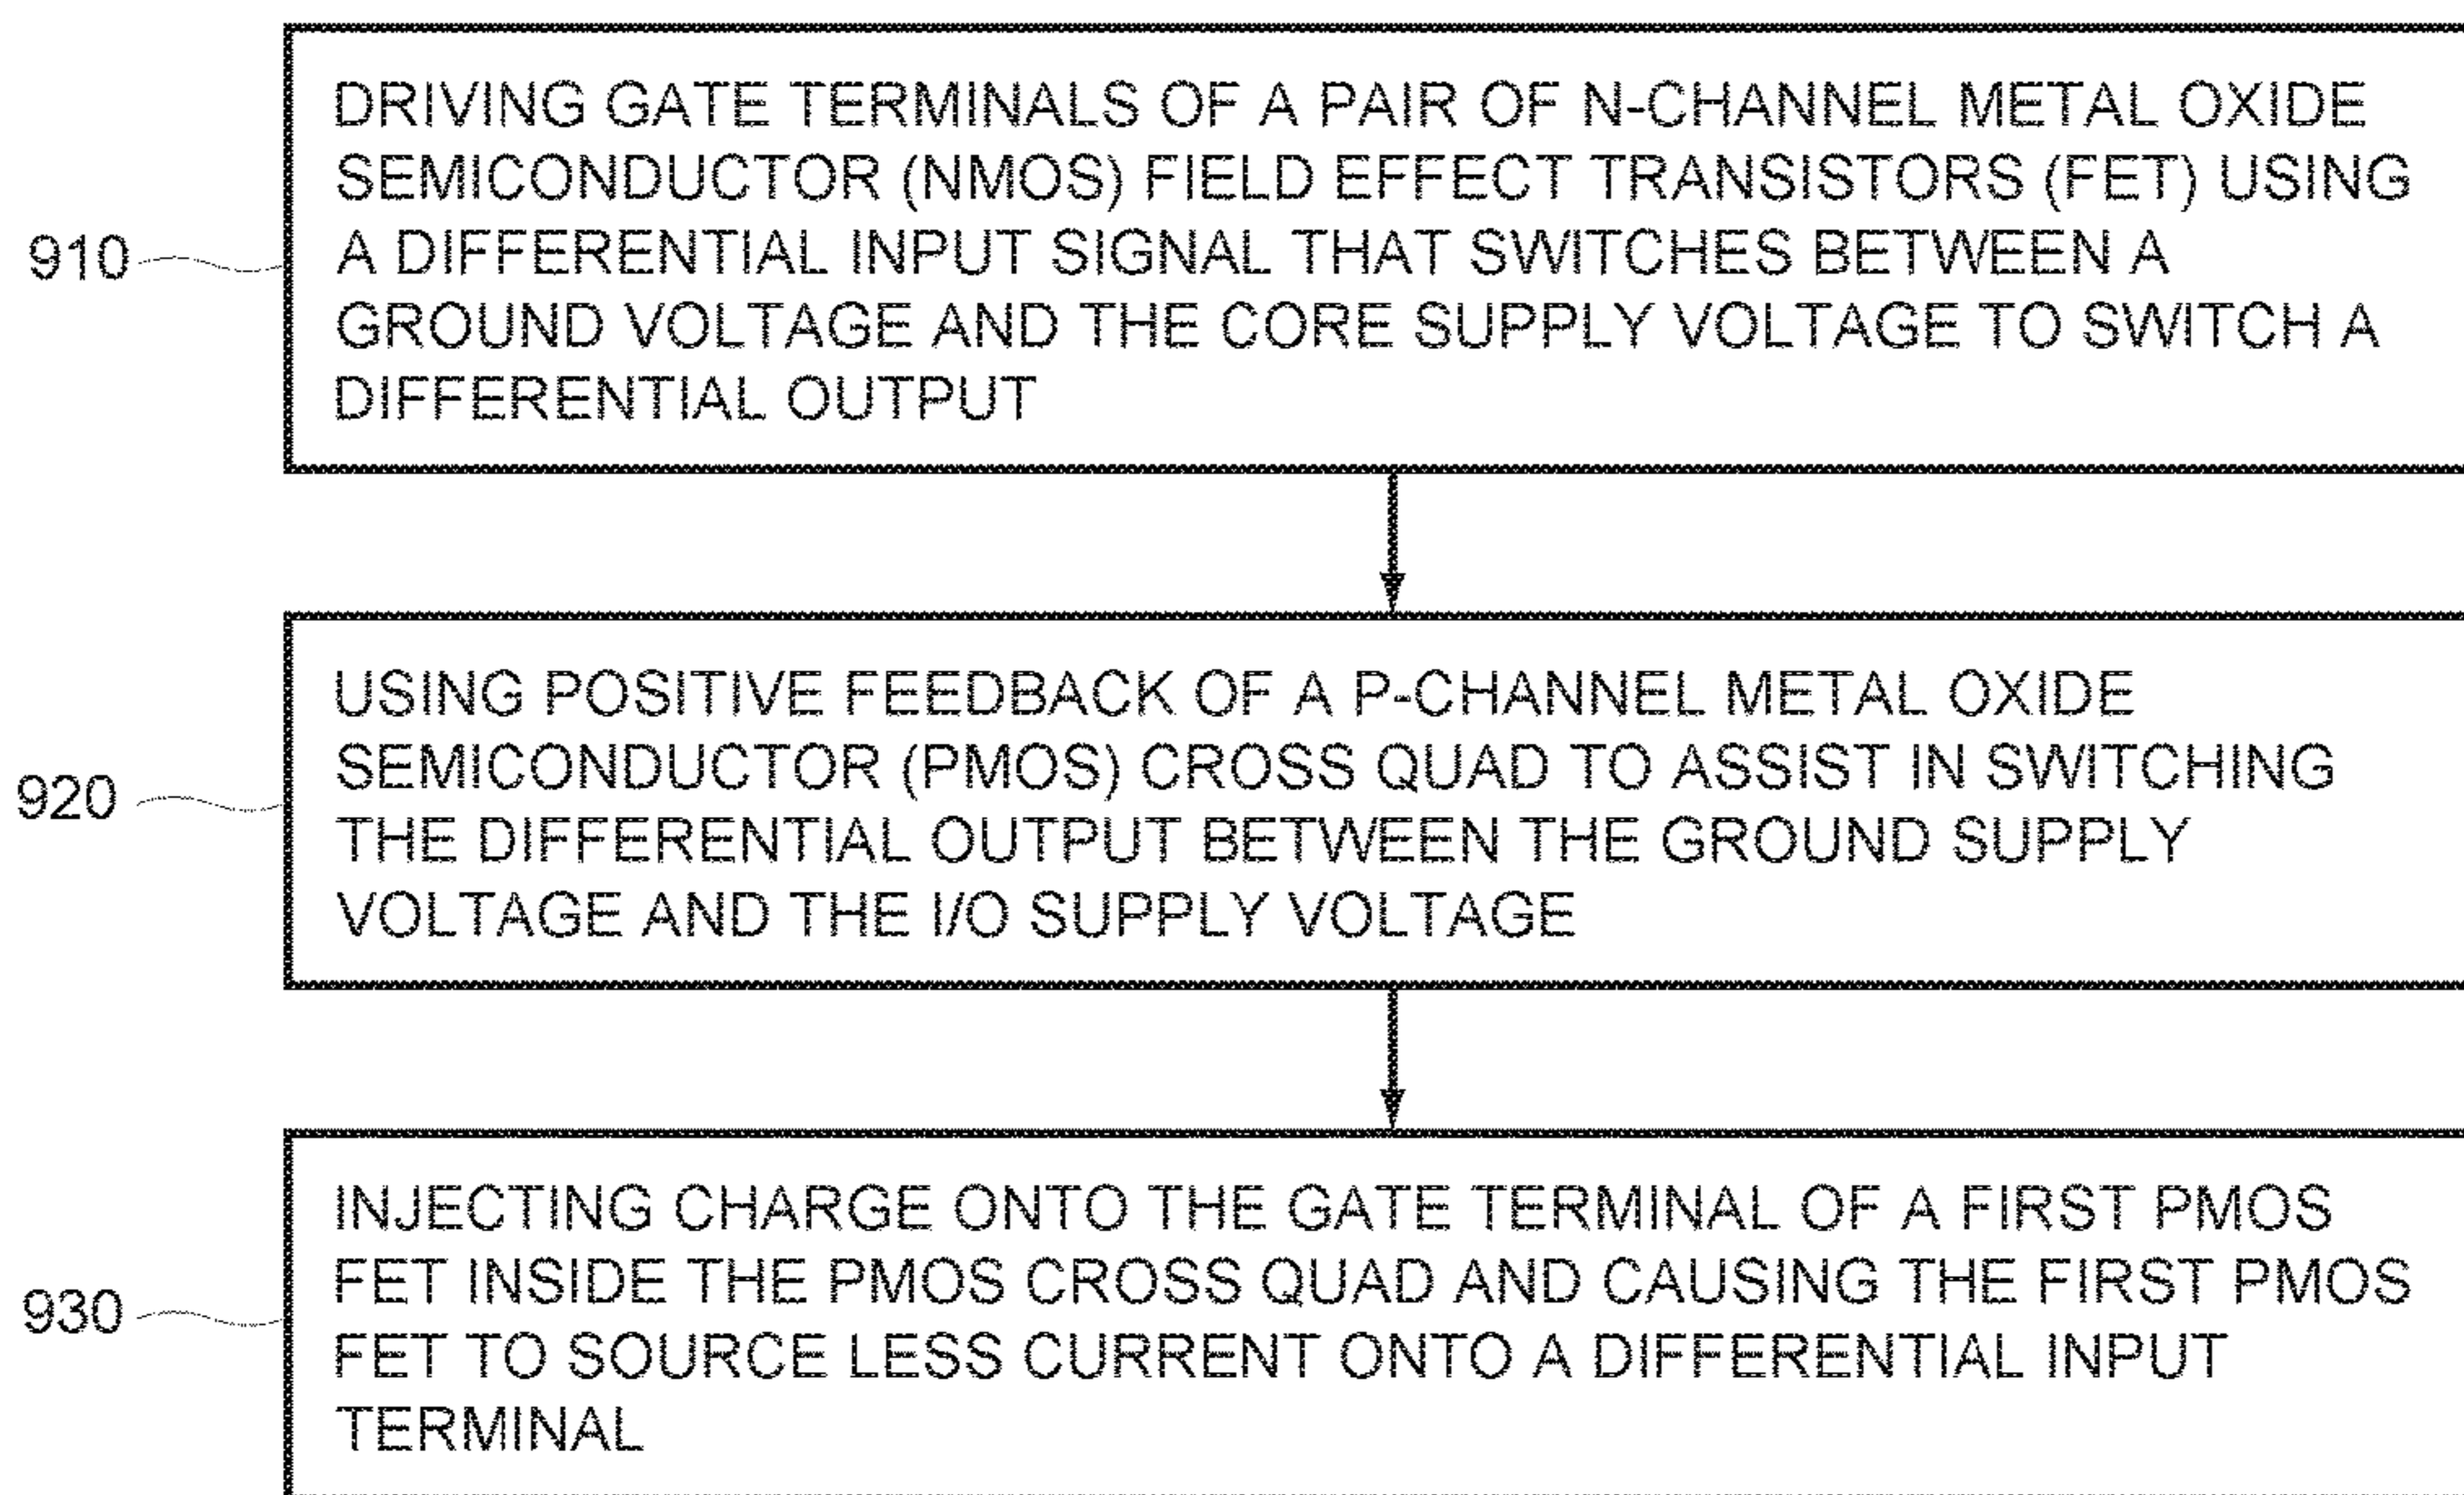 910
DRIVING GATE TERMINALS OF A PAIR OF N-CHANNEL METAL OXIDE
SEMICONDUCTOR (NMOS) FIELD EFFECT TRANSISTORS (FET) USING
A DIFFERENTIAL INPUT SIGNAL THAT SWITCHES BETWEEN A
GROUND VOLTAGE AND THE CORE SUPPLY VOLTAGE TO SWITCH A
DIFFERENTIAL OUTPUT
920
USING POSITIVE FEEDBACK OF A P-CHANNEL METAL OXIDE
SEMICONDUCTOR (PMOS) CROSS QUAD TO ASSIST IN SWITCHING
THE DIFFERENTIAL OUTPUT BETWEEN THE GROUND SUPPLY
VOLTAGE AND THE I/O SUPPLY VOLTAGE
930
INJECTING CHARGE ONTO THE GATE TERMINAL OF A FIRST PMOS
FET INSIDE THE PMOS CROSS QUAD AND CAUSING THE FIRST PMOS
FET TO SOURCE LESS CURRENT ONTO A DIFFERENTIAL INPUT
TERMINAL